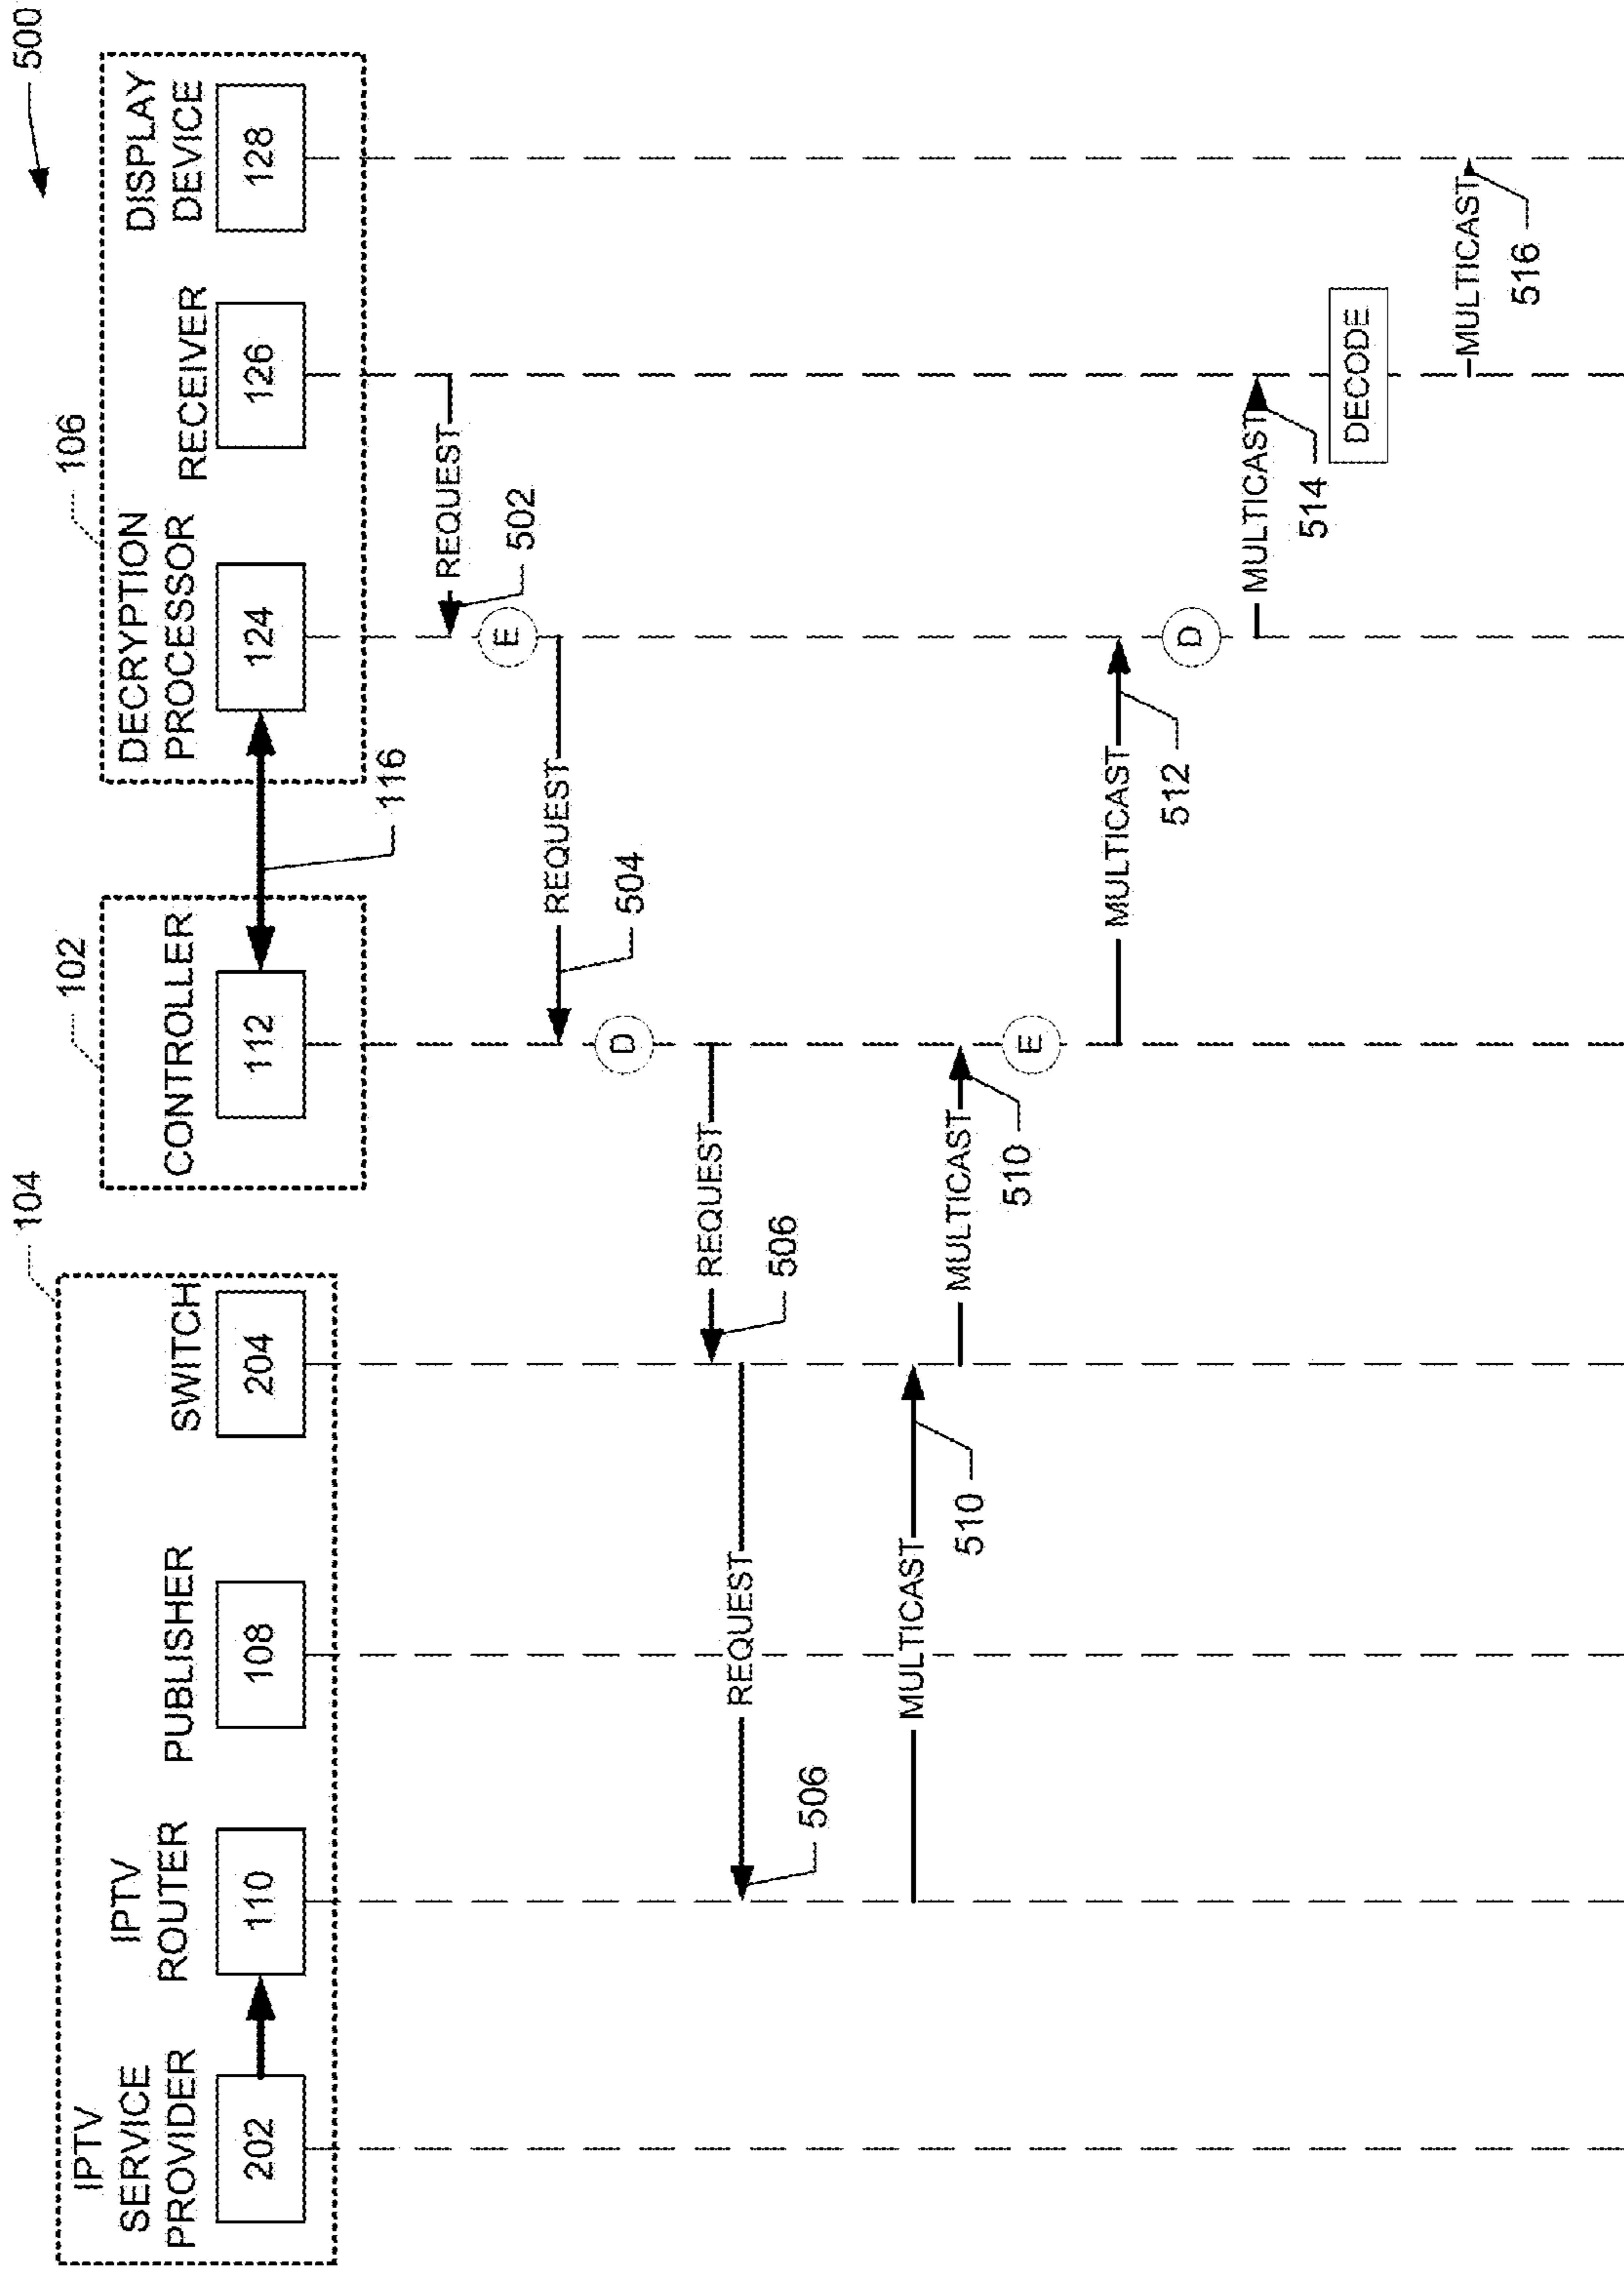 500
104
102
106
IPTV
SERVICE
PROVIDER
202
IPTV
ROUTER
110
PUBLISHER
108
SWITCH
204
CONTROLLER
112
116
DECRYPTION
PROCESSOR
124
RECEIVER
126
DISPLAY
DEVICE
128
REQUEST
502
E
REQUEST
504
D
REQUEST
506
REQUEST
506
MULTICAST
510
MULTICAST
510
E
MULTICAST
512
D
MULTICAST
514
DECODE
MULTICAST
516